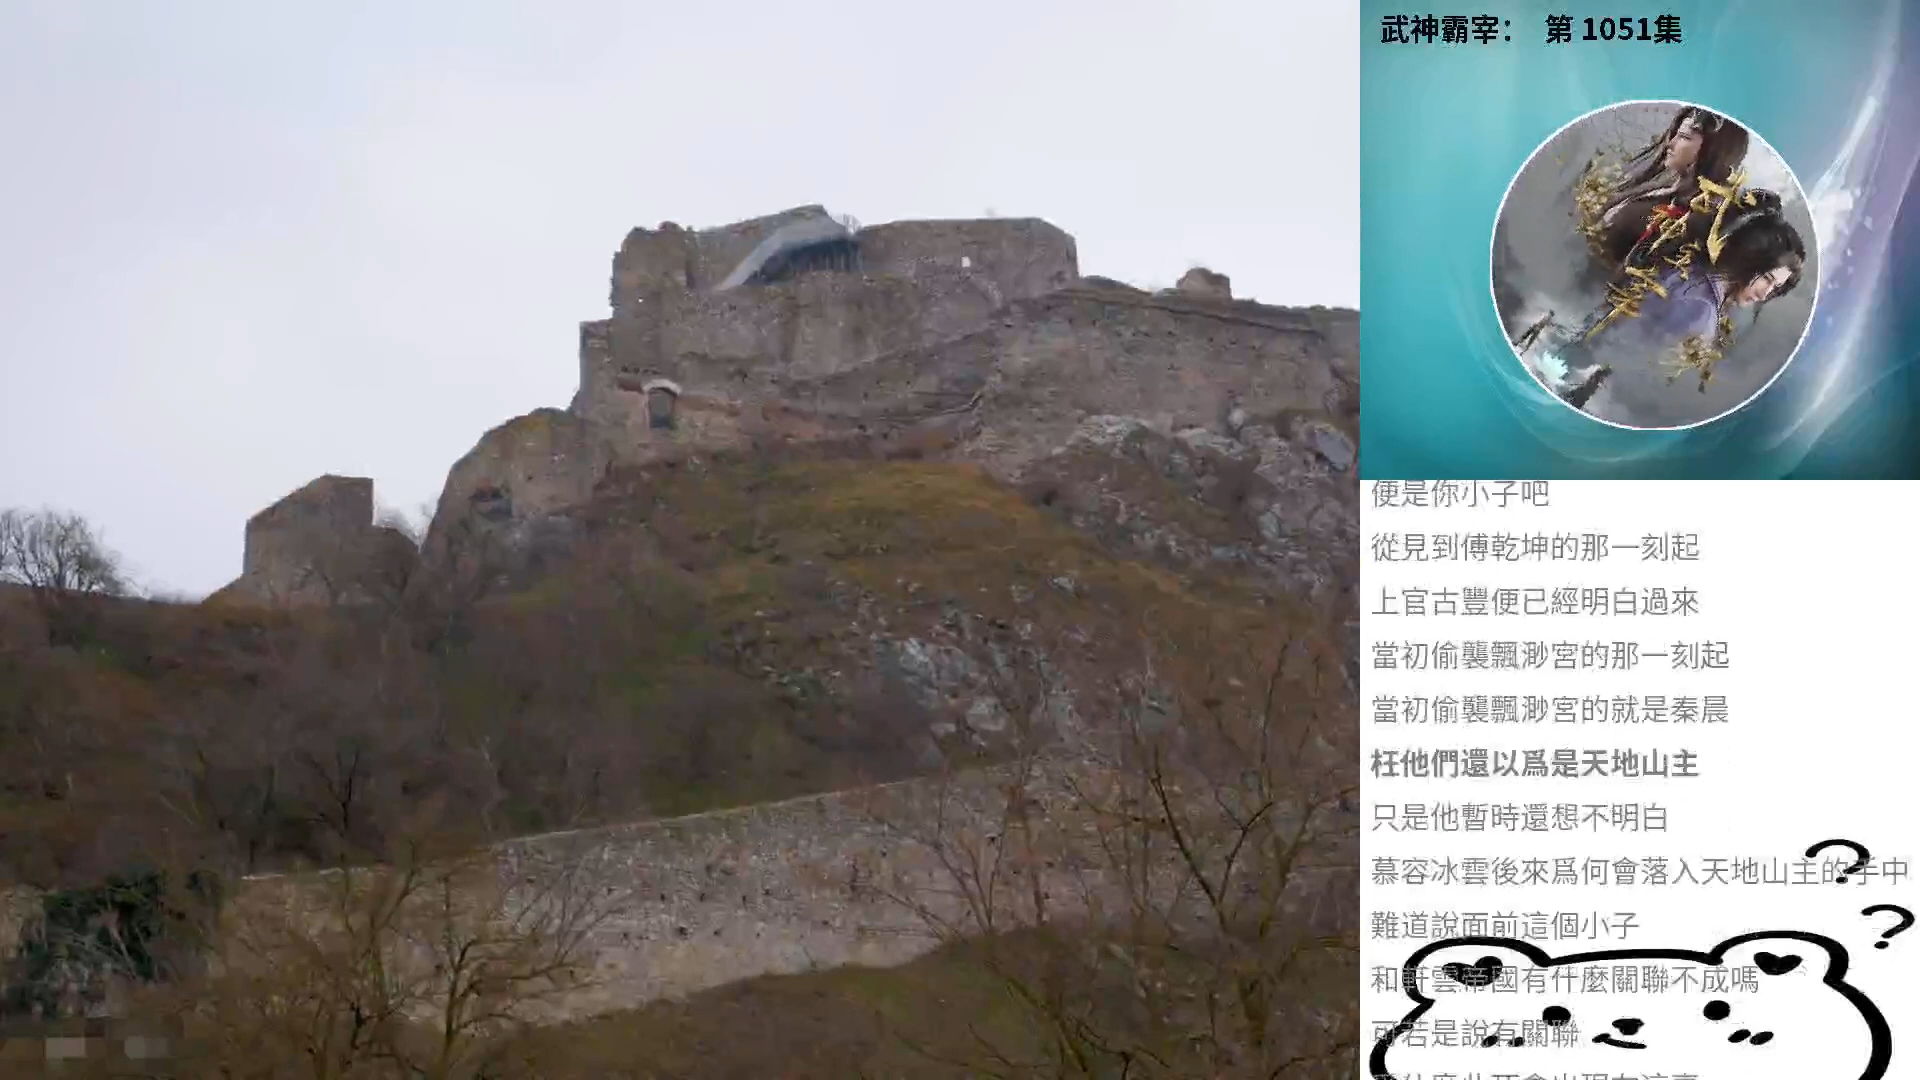 武神霸宰： 第 1051集
便是你小子吧
從見到傅乾坤的那一刻起
上官古豐便已經明白過來
當初偷襲飄渺宮的那一刻起
當初偷襲飄渺宮的就是秦晨
枉他們還以爲是天地山主
只是他暫時還想不明白
慕容冰雲後來爲何會落入天地山主的手中
難道說面前這個小子
和軒雲帝國有什麼關聯不成嗎
可若是說有關聯